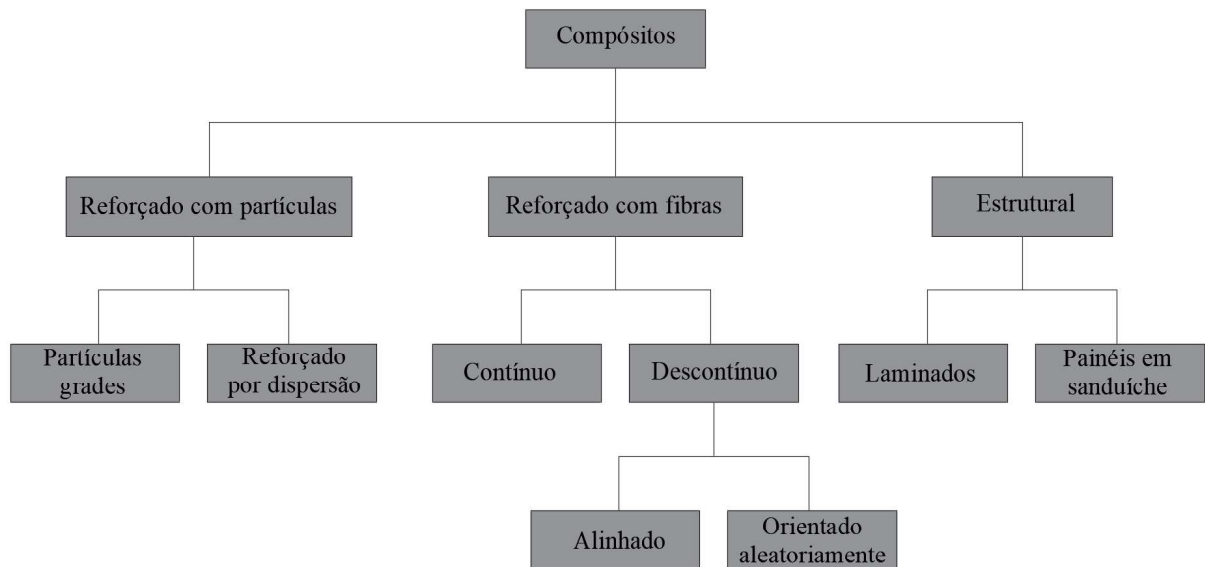 Compósitos
Reforçado com partículas
Reforçado com fibras
Estrutural
Partículas
grades
Reforçado
por dispersão
Contínuo
Descontínuo
Laminados
Painéis em
sanduíche
Alinhado
Orientado
aleatoriamente